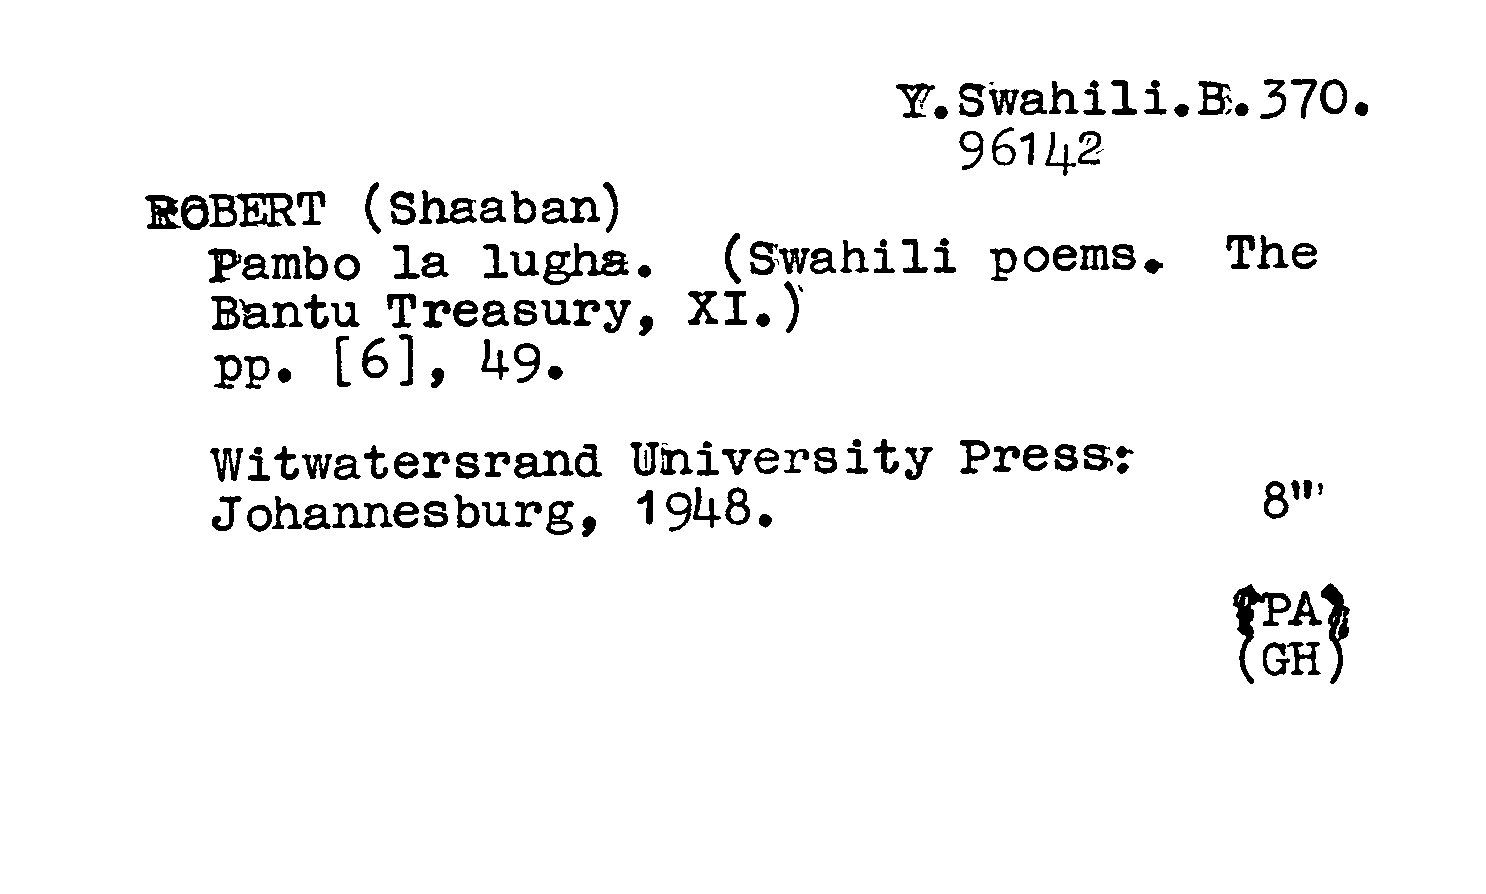 Y.Swahili.B.370.
96142
ROBERT (Shaaban)
Pambo la lugha. (Swahili poems. The
Bantu Treasury, XI.)
pp. [6], 49.
Witwatersrand University Press:
Johannesburg, 1948.
8"'
(PA)
(GH)